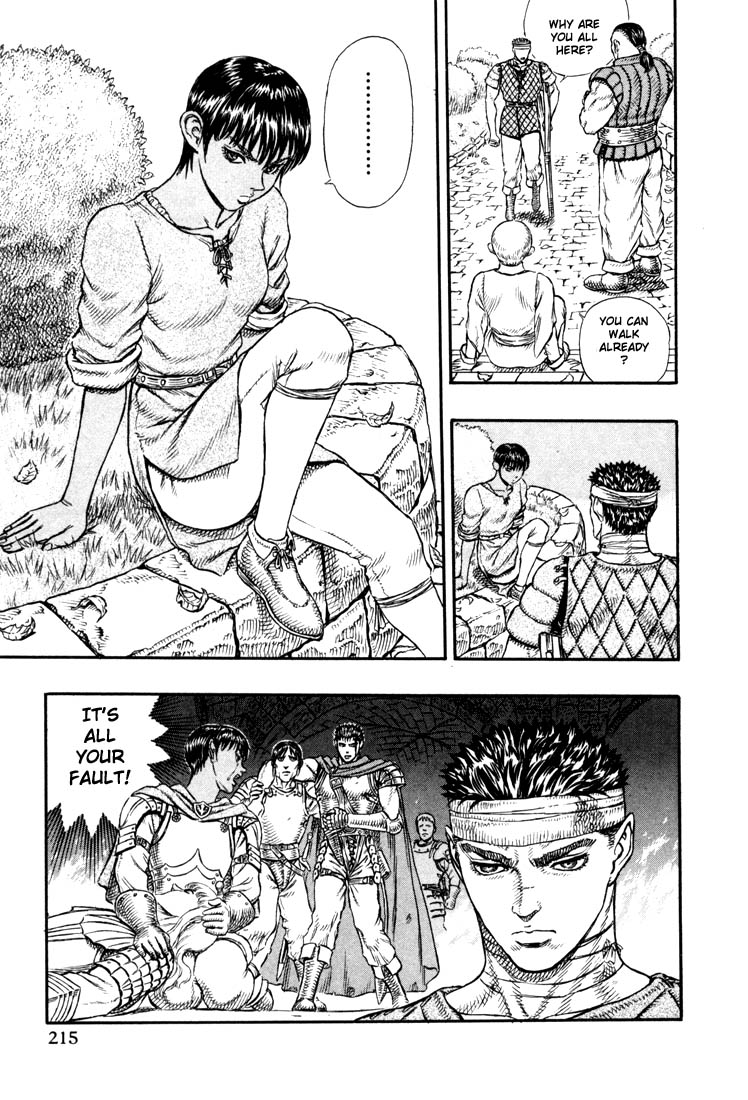 WHY ARE
YOU ALL
HERE?
YOU CAN
WALK
ALREADY
?
.........
IT'S
ALL
YOUR
FAULT!
215